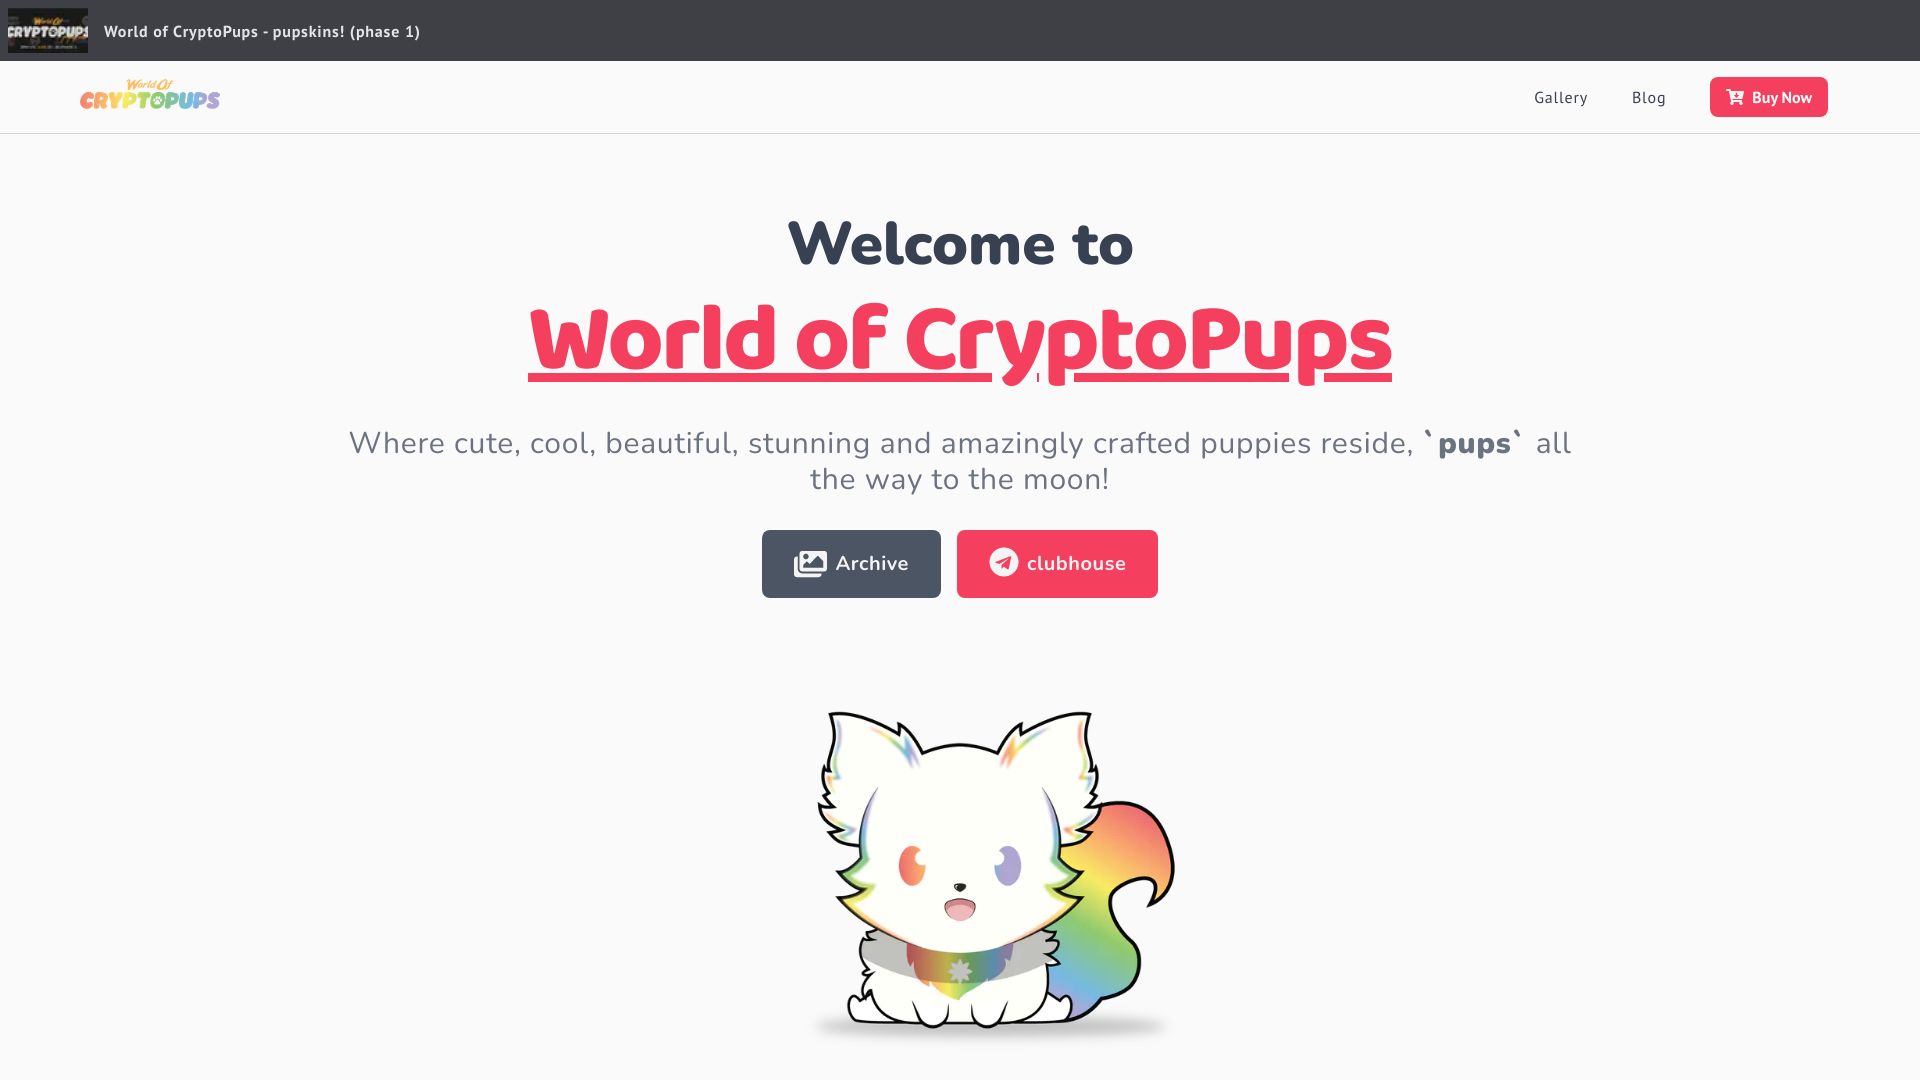 World Of
CRYPTOPUPS
World of CryptoPups - pupskins! (phase 1)
World Of
CRYPTOPUPS
Gallery
Blog
Buy Now
Welcome to
World of CryptoPups
Where cute, cool, beautiful, stunning and amazingly crafted puppies reside, `pups` all
the way to the moon!
Archive
clubhouse